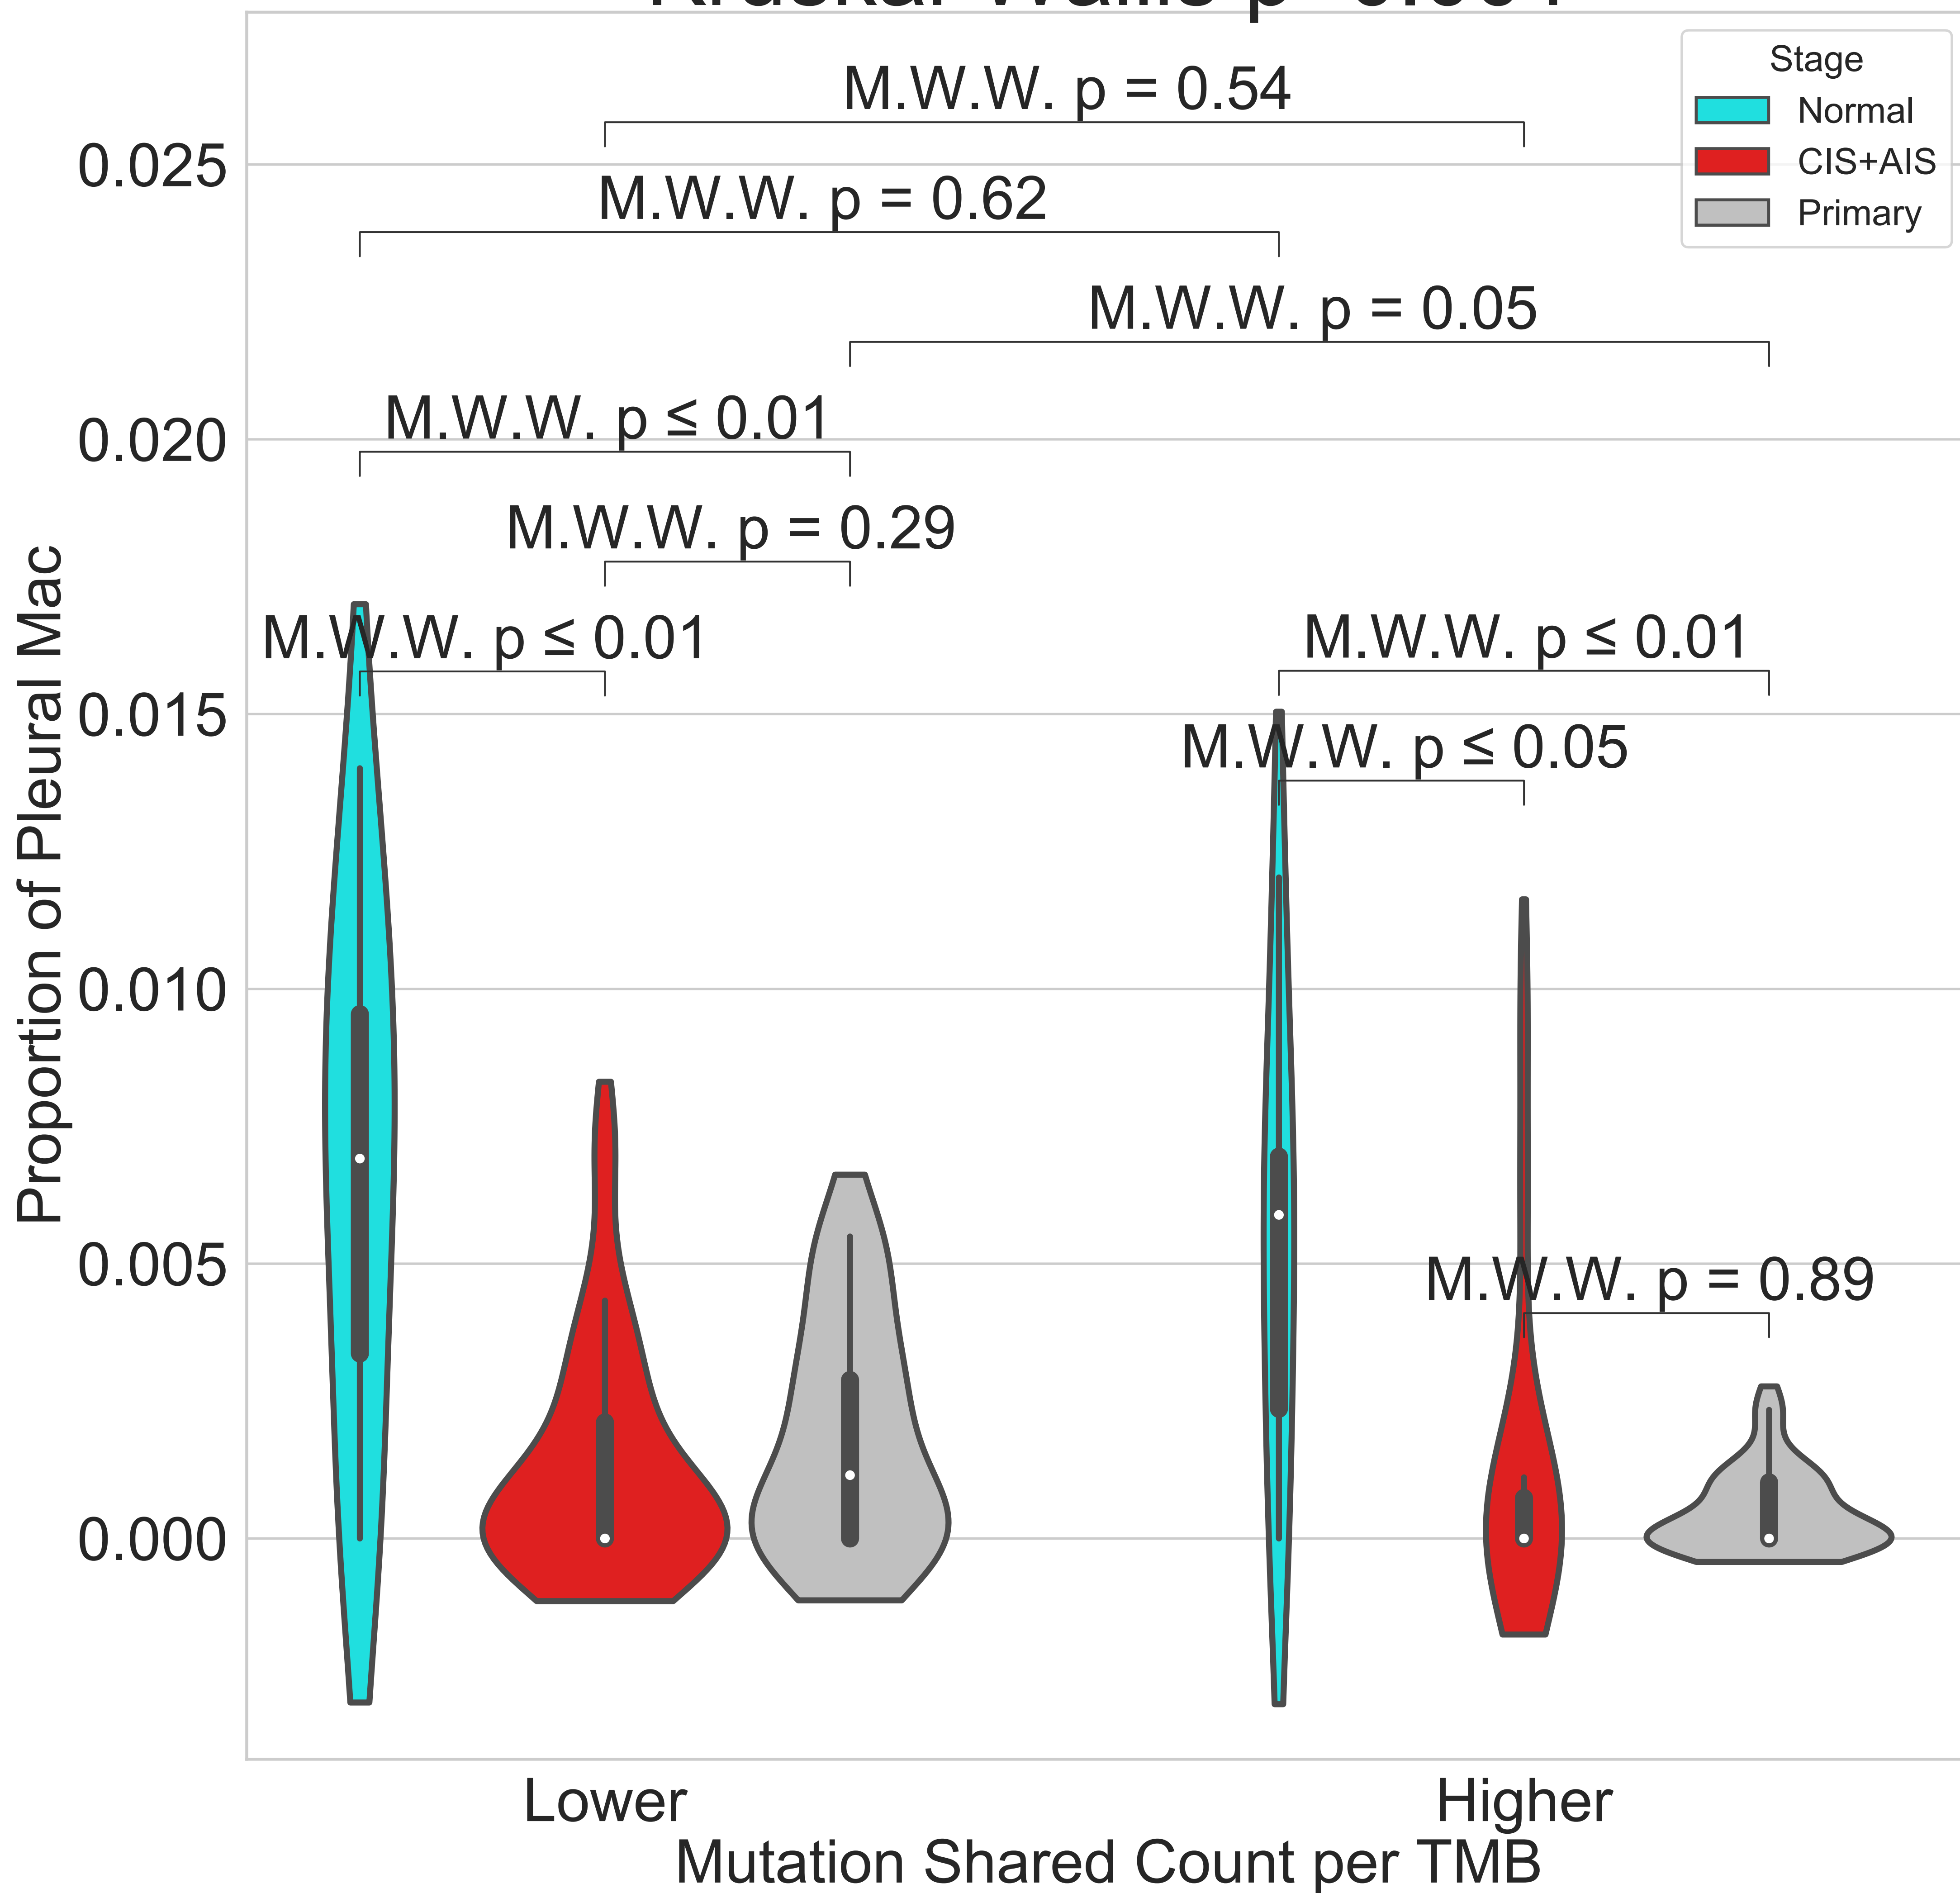 Stage
Normal
CIS+AIS
Primary
M.W.W. p = 0.54
0.025
M.W.W. p = 0.62
M.W.W. p = 0.05
M.W.W. p ≤ 0.01
0.020
M.W.W. p = 0.29
M.W.W. p ≤ 0.01
M.W.W. p ≤ 0.01
0.015
M.W.W. p ≤ 0.05
0.010
0.005
M.W.W. p = 0.89
0.000
Proportion of Pleural Mac
Lower
Higher
Mutation Shared Count per TMB